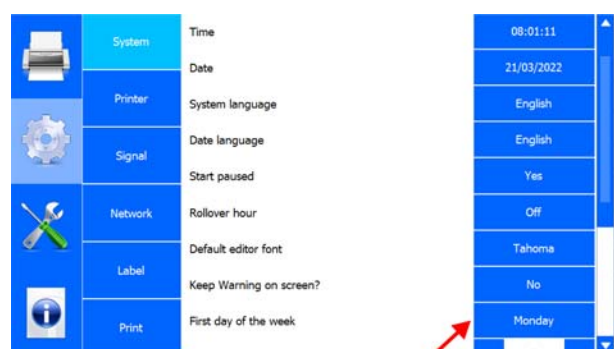 System
Printer
Signal
Network
Label
Print
Time 08:01:11
Date 21/03/2022
System language English
Date language English
Start paused Yes
Rollover hour Off
Default editor font Tahoma
Keep Warning on screen? No
First day of the week Monday